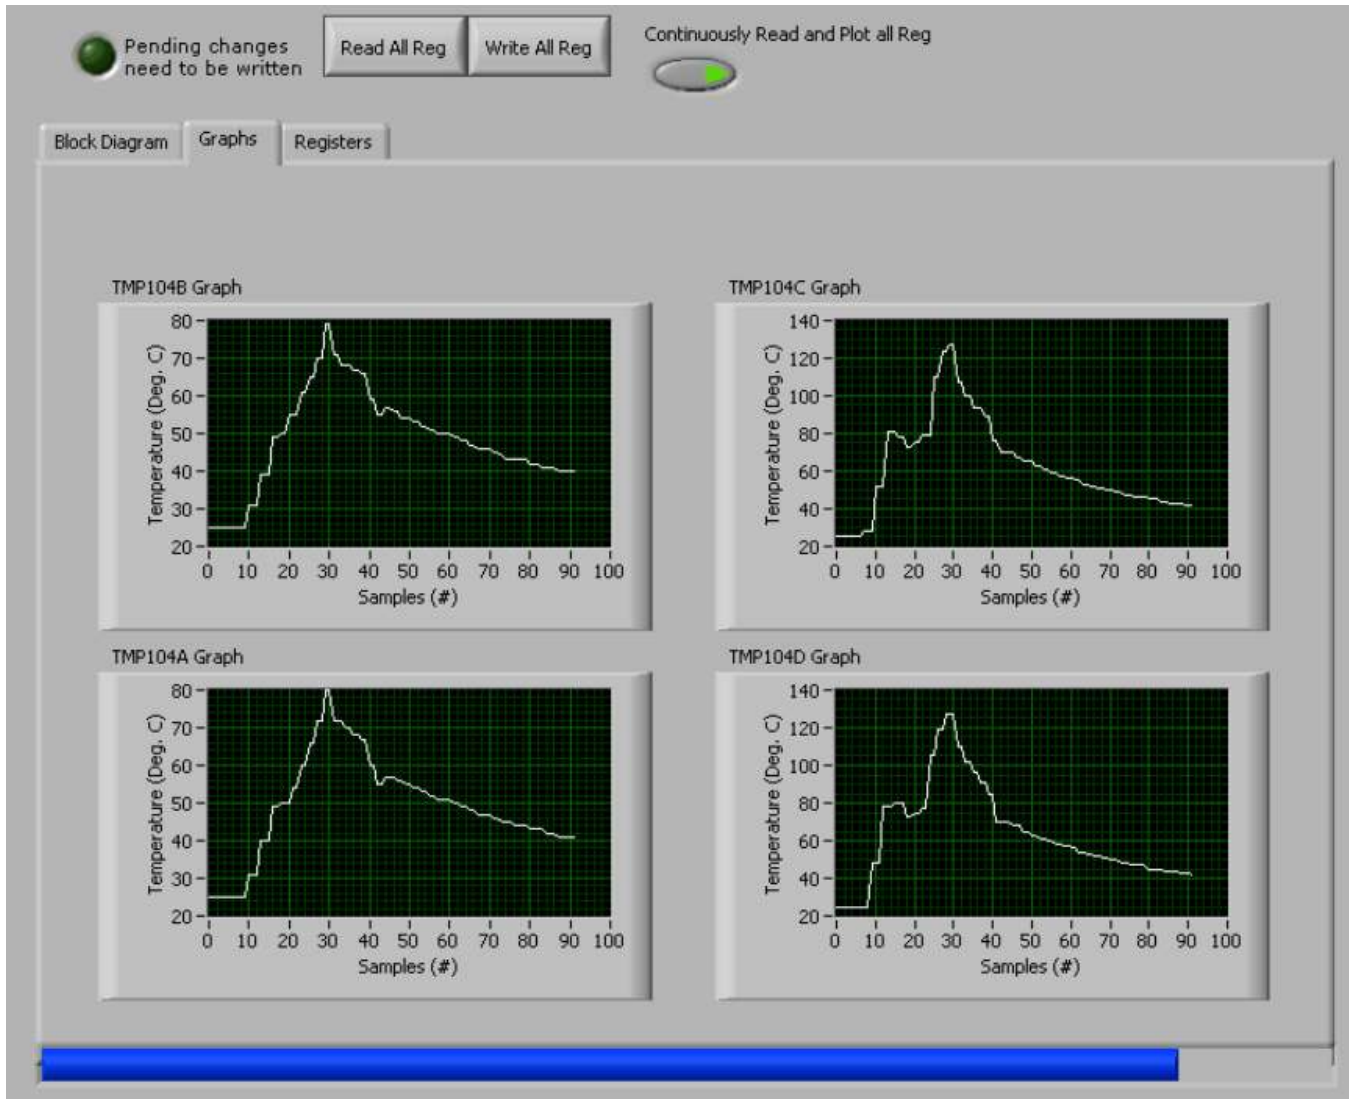 Pending changes
need to be written
Read All Reg
Write All Reg
Continuously Read and Plot all Reg
Block Diagram
Graphs
Registers
TMP104B Graph
80
70
60
50
40
30
20
Temperature (Deg. C)
0 10 20 30 40 50 60 70 80 90 100
Samples (#)
TMP104C Graph
140
120
100
80
60
40
20
Temperature (Deg. C)
0 10 20 30 40 50 60 70 80 90 100
Samples (#)
TMP104A Graph
80
70
60
50
40
30
20
Temperature (Deg. C)
0 10 20 30 40 50 60 70 80 90 100
Samples (#)
TMP104D Graph
140
120
100
80
60
40
20
Temperature (Deg. C)
0 10 20 30 40 50 60 70 80 90 100
Samples (#)